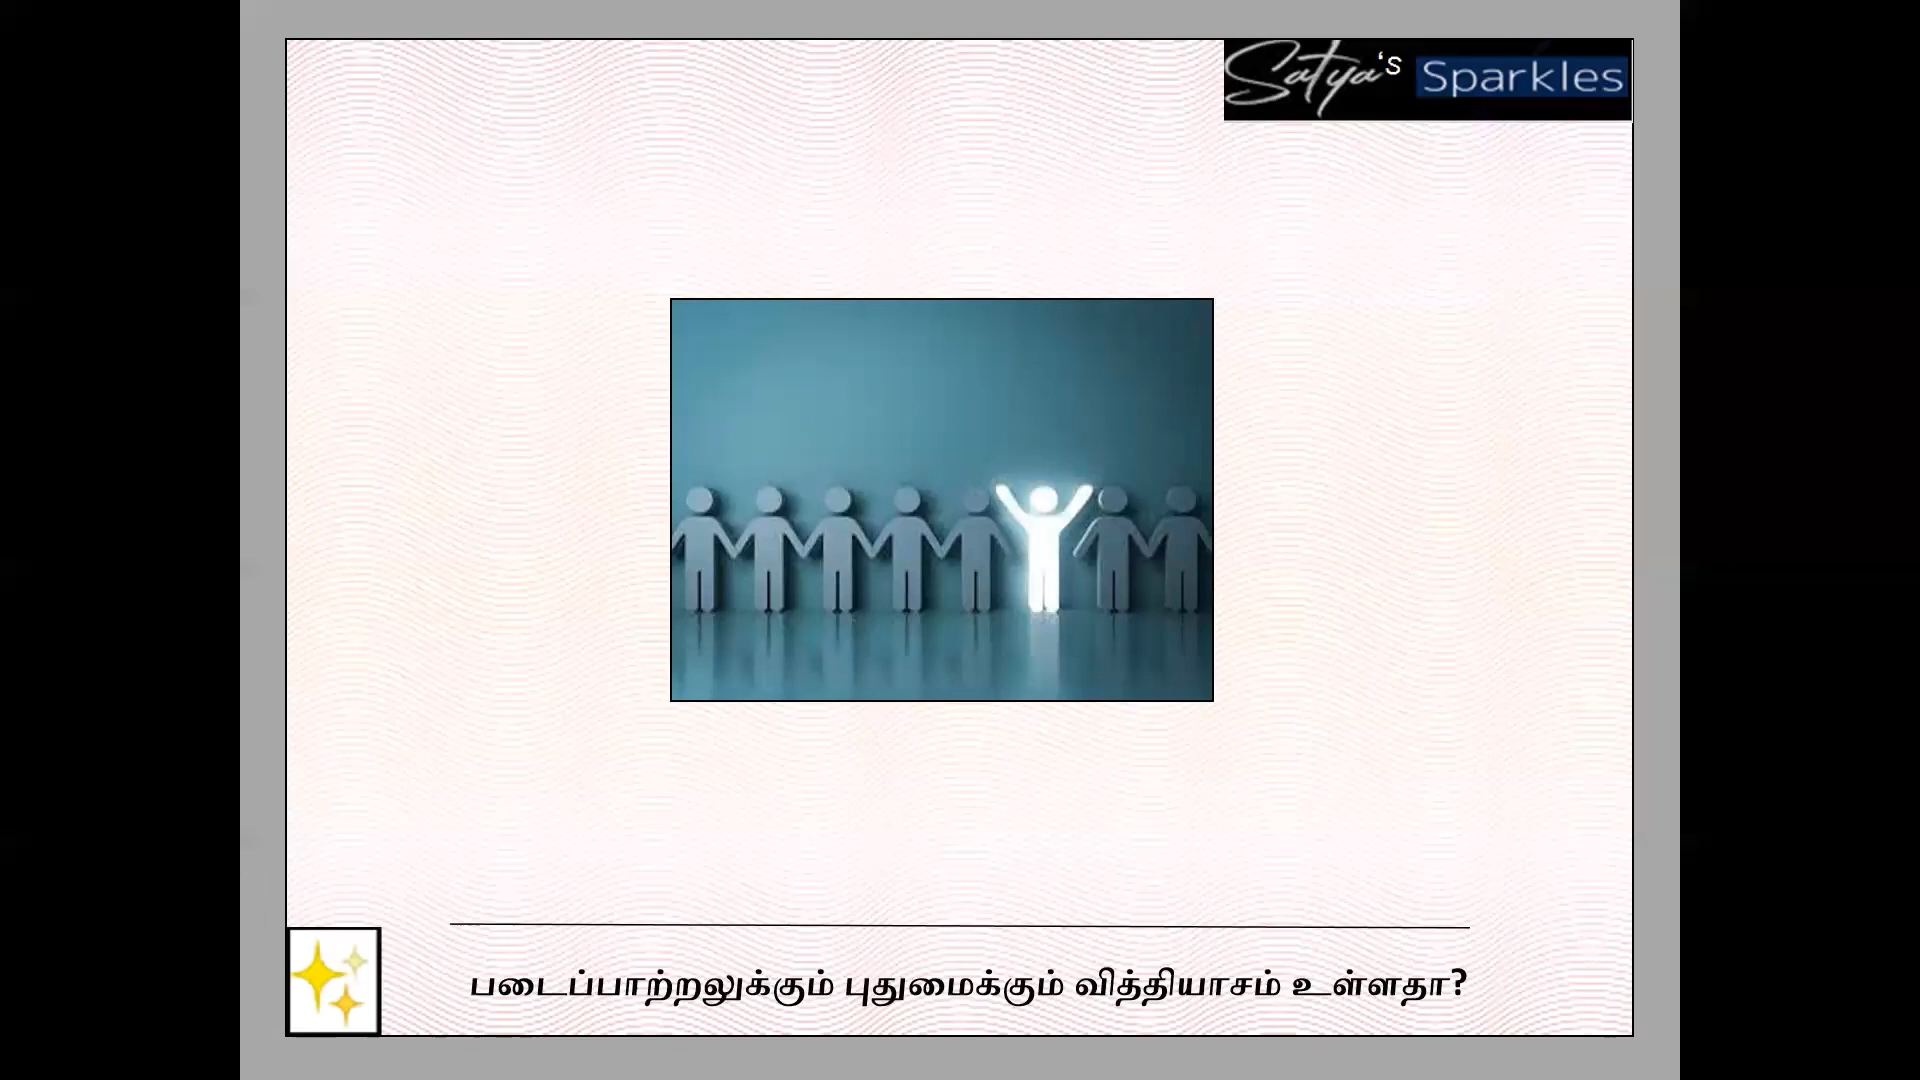 Satya's Sparkles
படைப்பாற்றலுக்கும் புதுமைக்கும் வித்தியாசம் உள்ளதா?